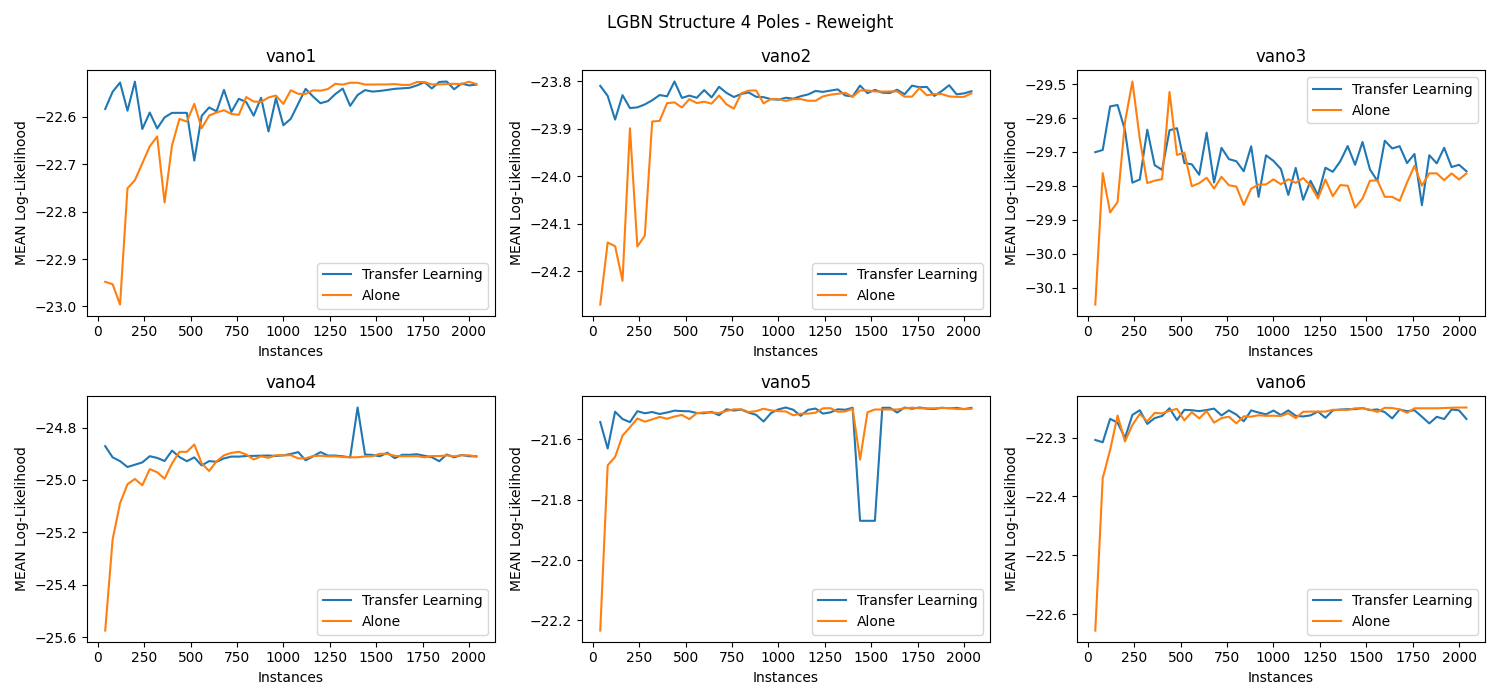 LGBN Structure 4 Poles - Reweight
vano1
MEAN Log-Likelihood
−22.6
−22.7
−22.8
−22.9
−23.0
0 250 500 750 1000 1250 1500 1750 2000
Instances
Transfer Learning
Alone
vano2
MEAN Log-Likelihood
−23.8
−23.9
−24.0
−24.1
−24.2
0 250 500 750 1000 1250 1500 1750 2000
Instances
Transfer Learning
Alone
vano3
MEAN Log-Likelihood
−29.5
−29.6
−29.7
−29.8
−29.9
−30.0
−30.1
0 250 500 750 1000 1250 1500 1750 2000
Instances
Transfer Learning
Alone
vano4
MEAN Log-Likelihood
−24.8
−25.0
−25.2
−25.4
−25.6
0 250 500 750 1000 1250 1500 1750 2000
Instances
Transfer Learning
Alone
vano5
MEAN Log-Likelihood
−21.6
−21.8
−22.0
−22.2
0 250 500 750 1000 1250 1500 1750 2000
Instances
Transfer Learning
Alone
vano6
MEAN Log-Likelihood
−22.3
−22.4
−22.5
−22.6
0 250 500 750 1000 1250 1500 1750 2000
Instances
Transfer Learning
Alone